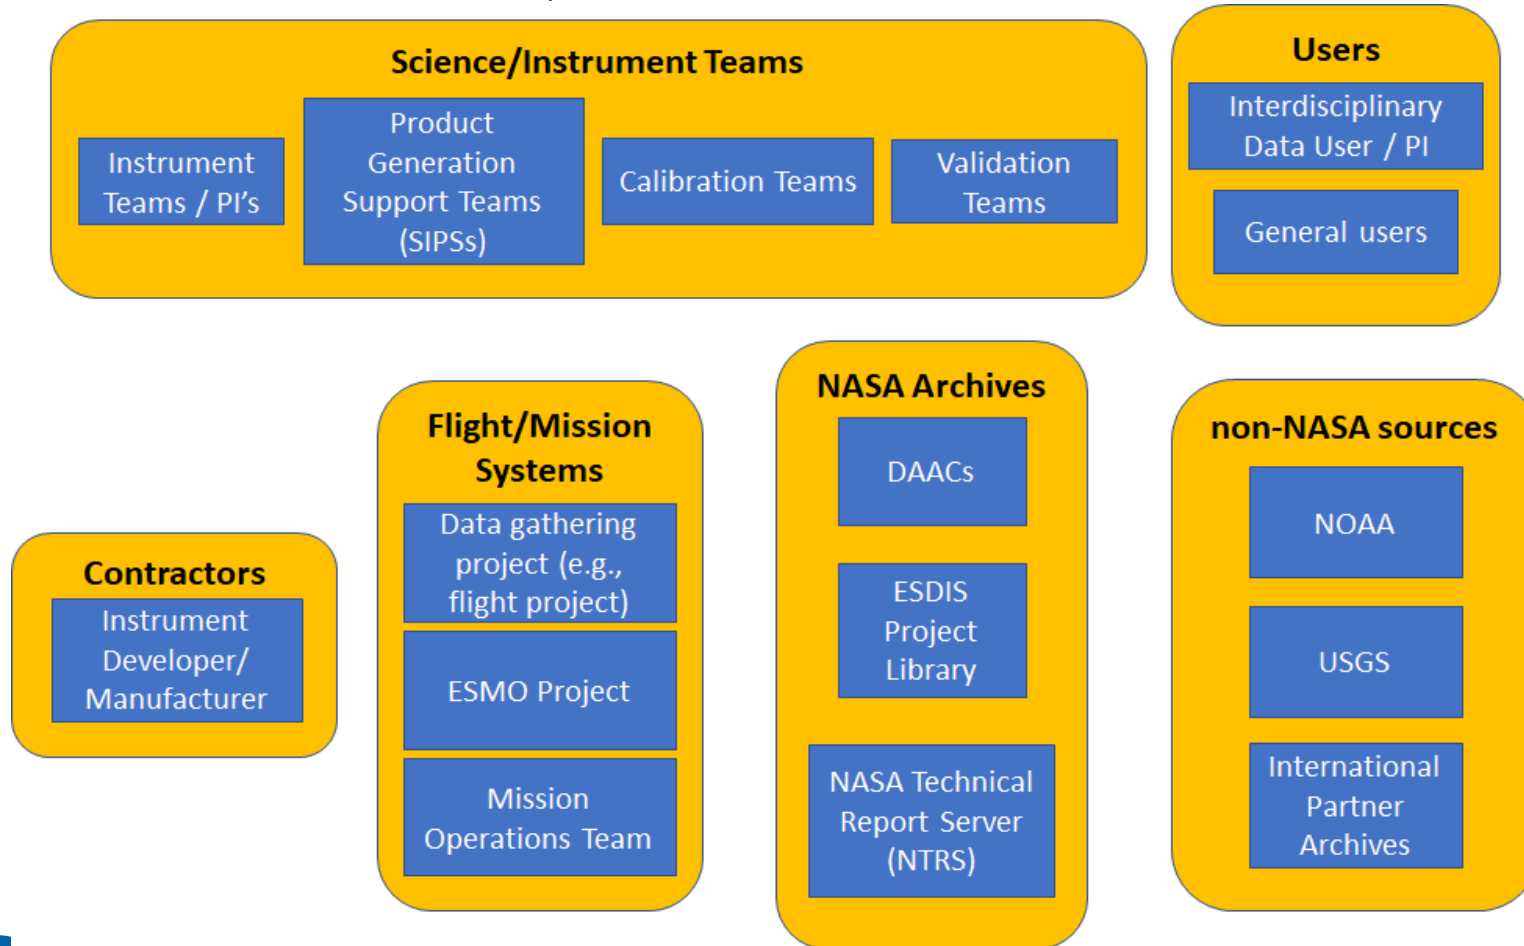 Science/Instrument Teams
Instrument
Teams / PI's
Product
Generation
Support Teams
(SIPSs)
Calibration Teams
Validation
Teams
Users
Interdisciplinary
Data User / PI
General users
Contractors
Instrument
Developer/
Manufacturer
Flight/Mission
Systems
Data gathering
project (e.g.,
flight project)
ESMO Project
Mission
Operations Team
NASA Archives
DAACs
ESDIS
Project
Library
NASA Technical
Report Server
(NTRS)
non-NASA sources
NOAA
USGS
International
Partner
Archives